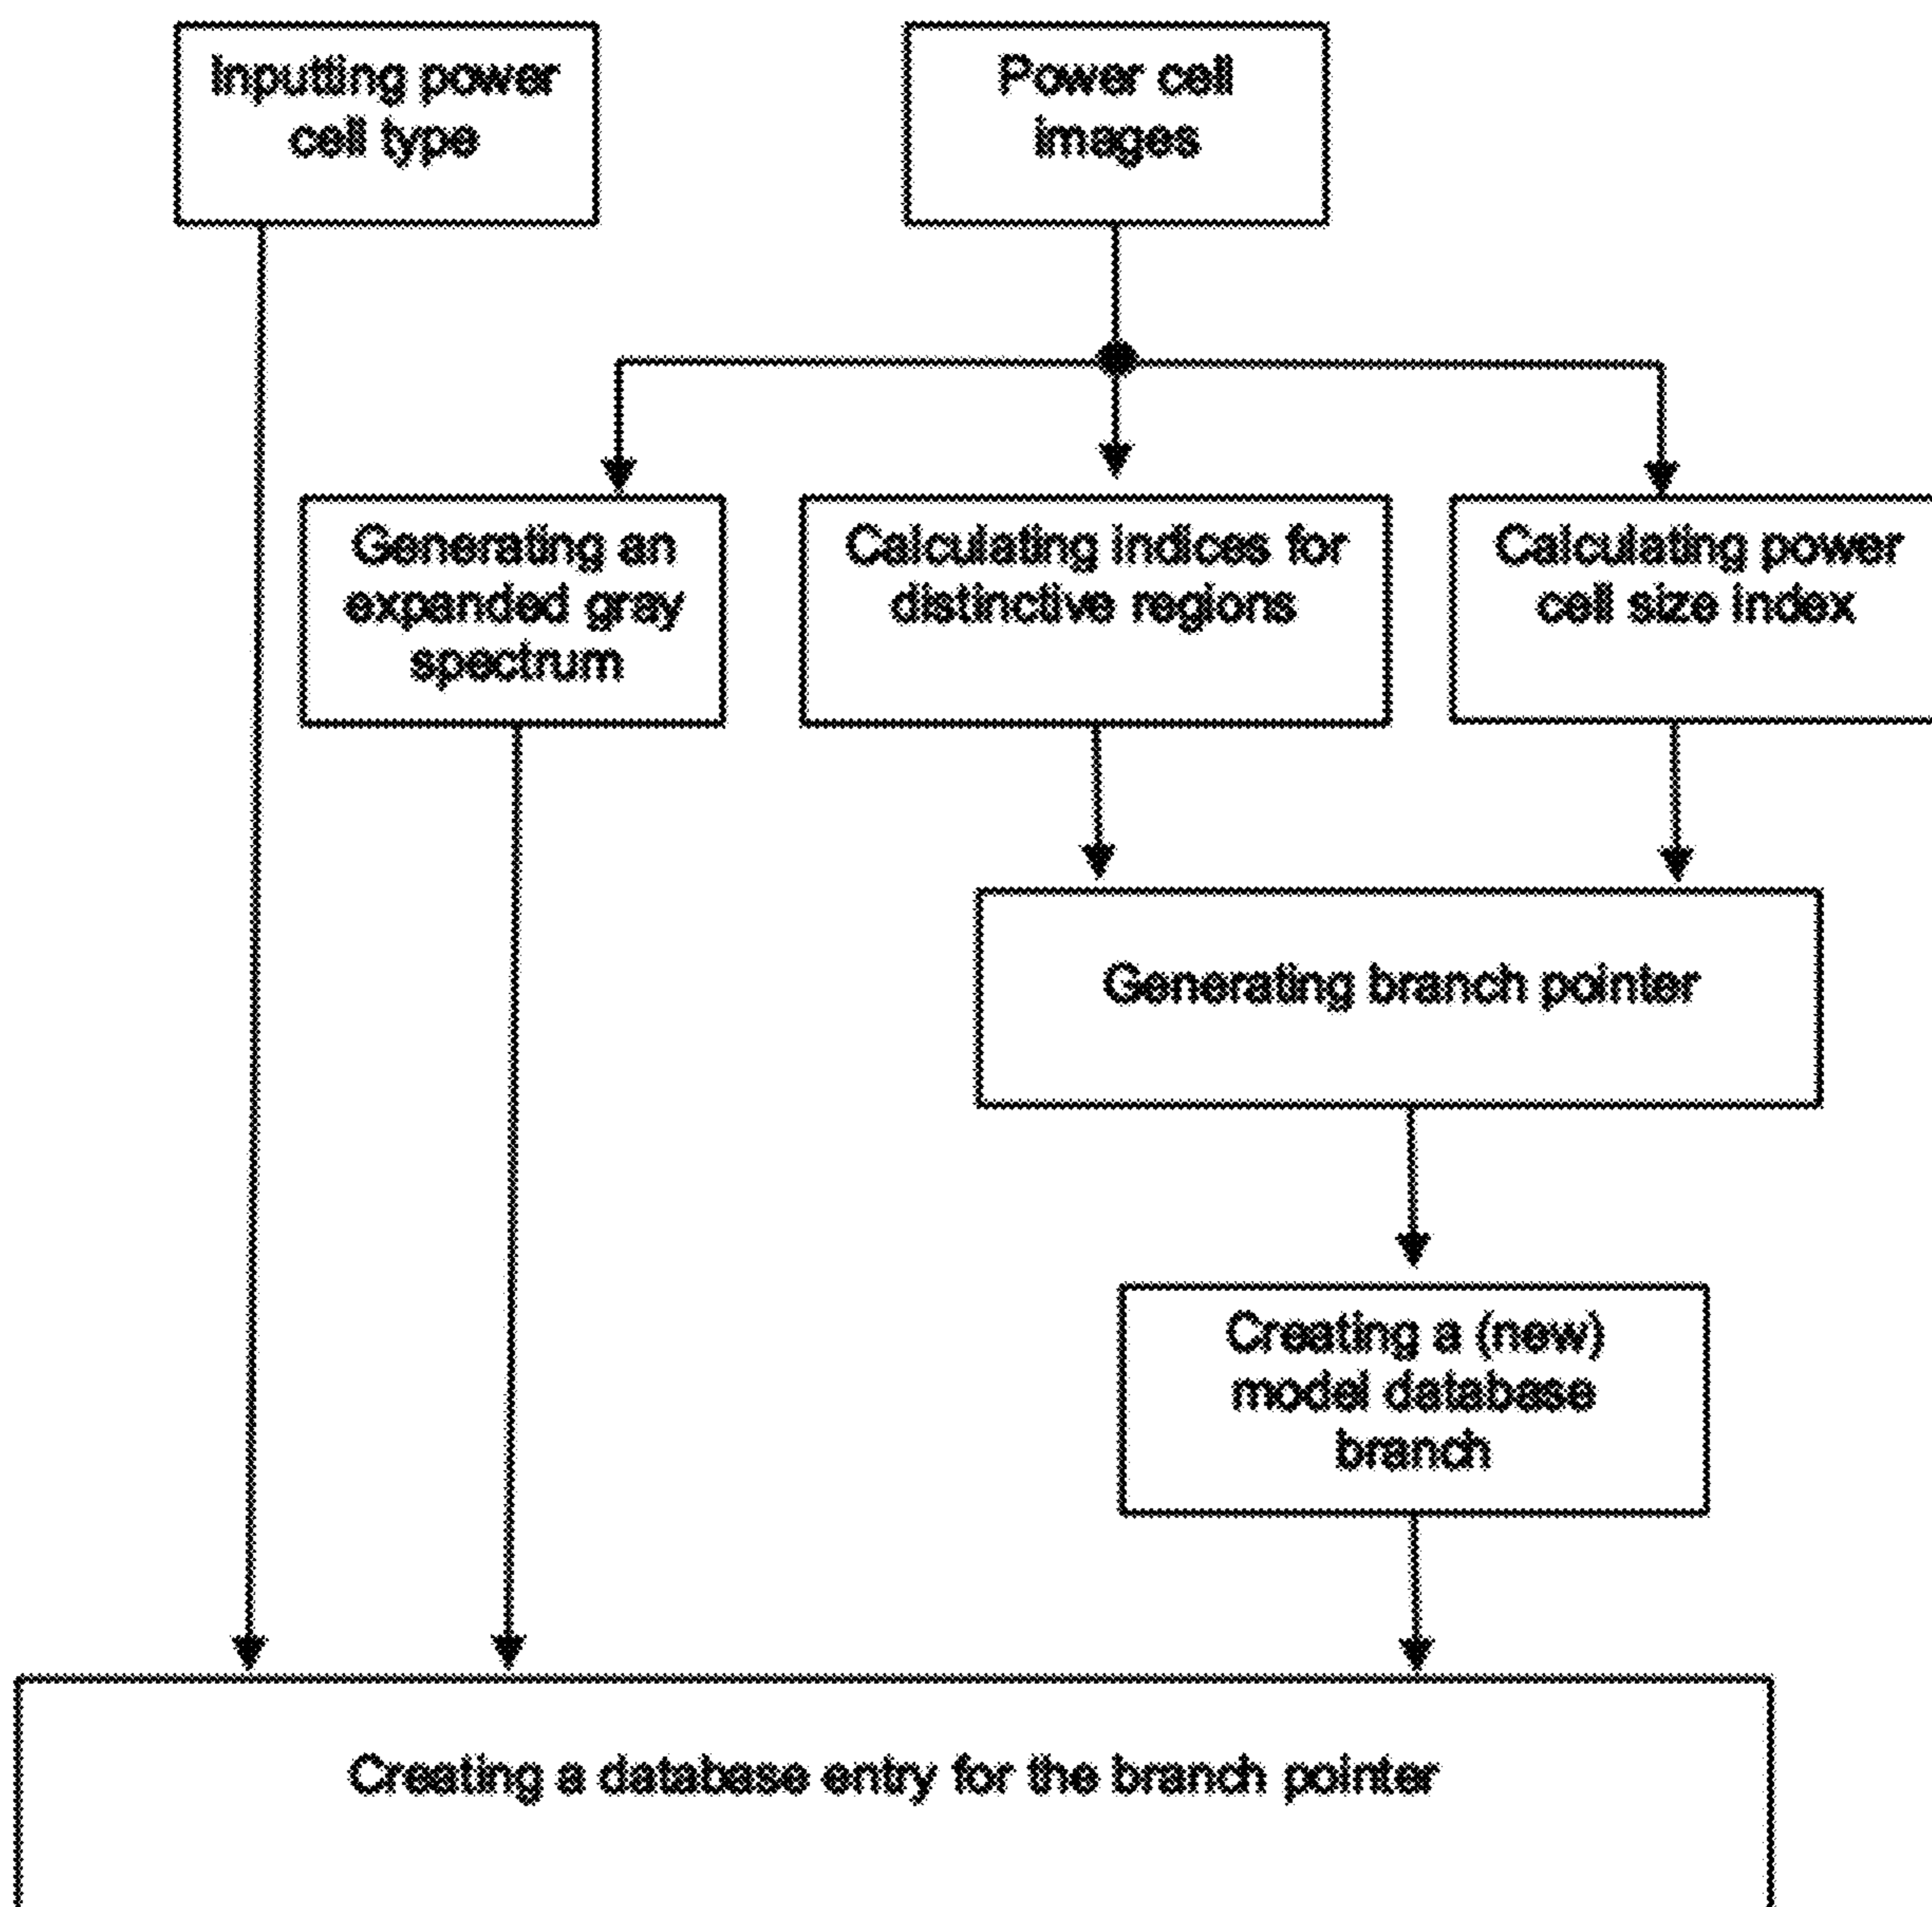 Inputting power
cell type
Power cell
images
Generating an
expanded gray
spectrum
Calculating indices for
distinctive regions
Calculating power
cell size index
Generating branch pointer
Creating a (new)
model database
branch
Creating a database entry for the branch pointer